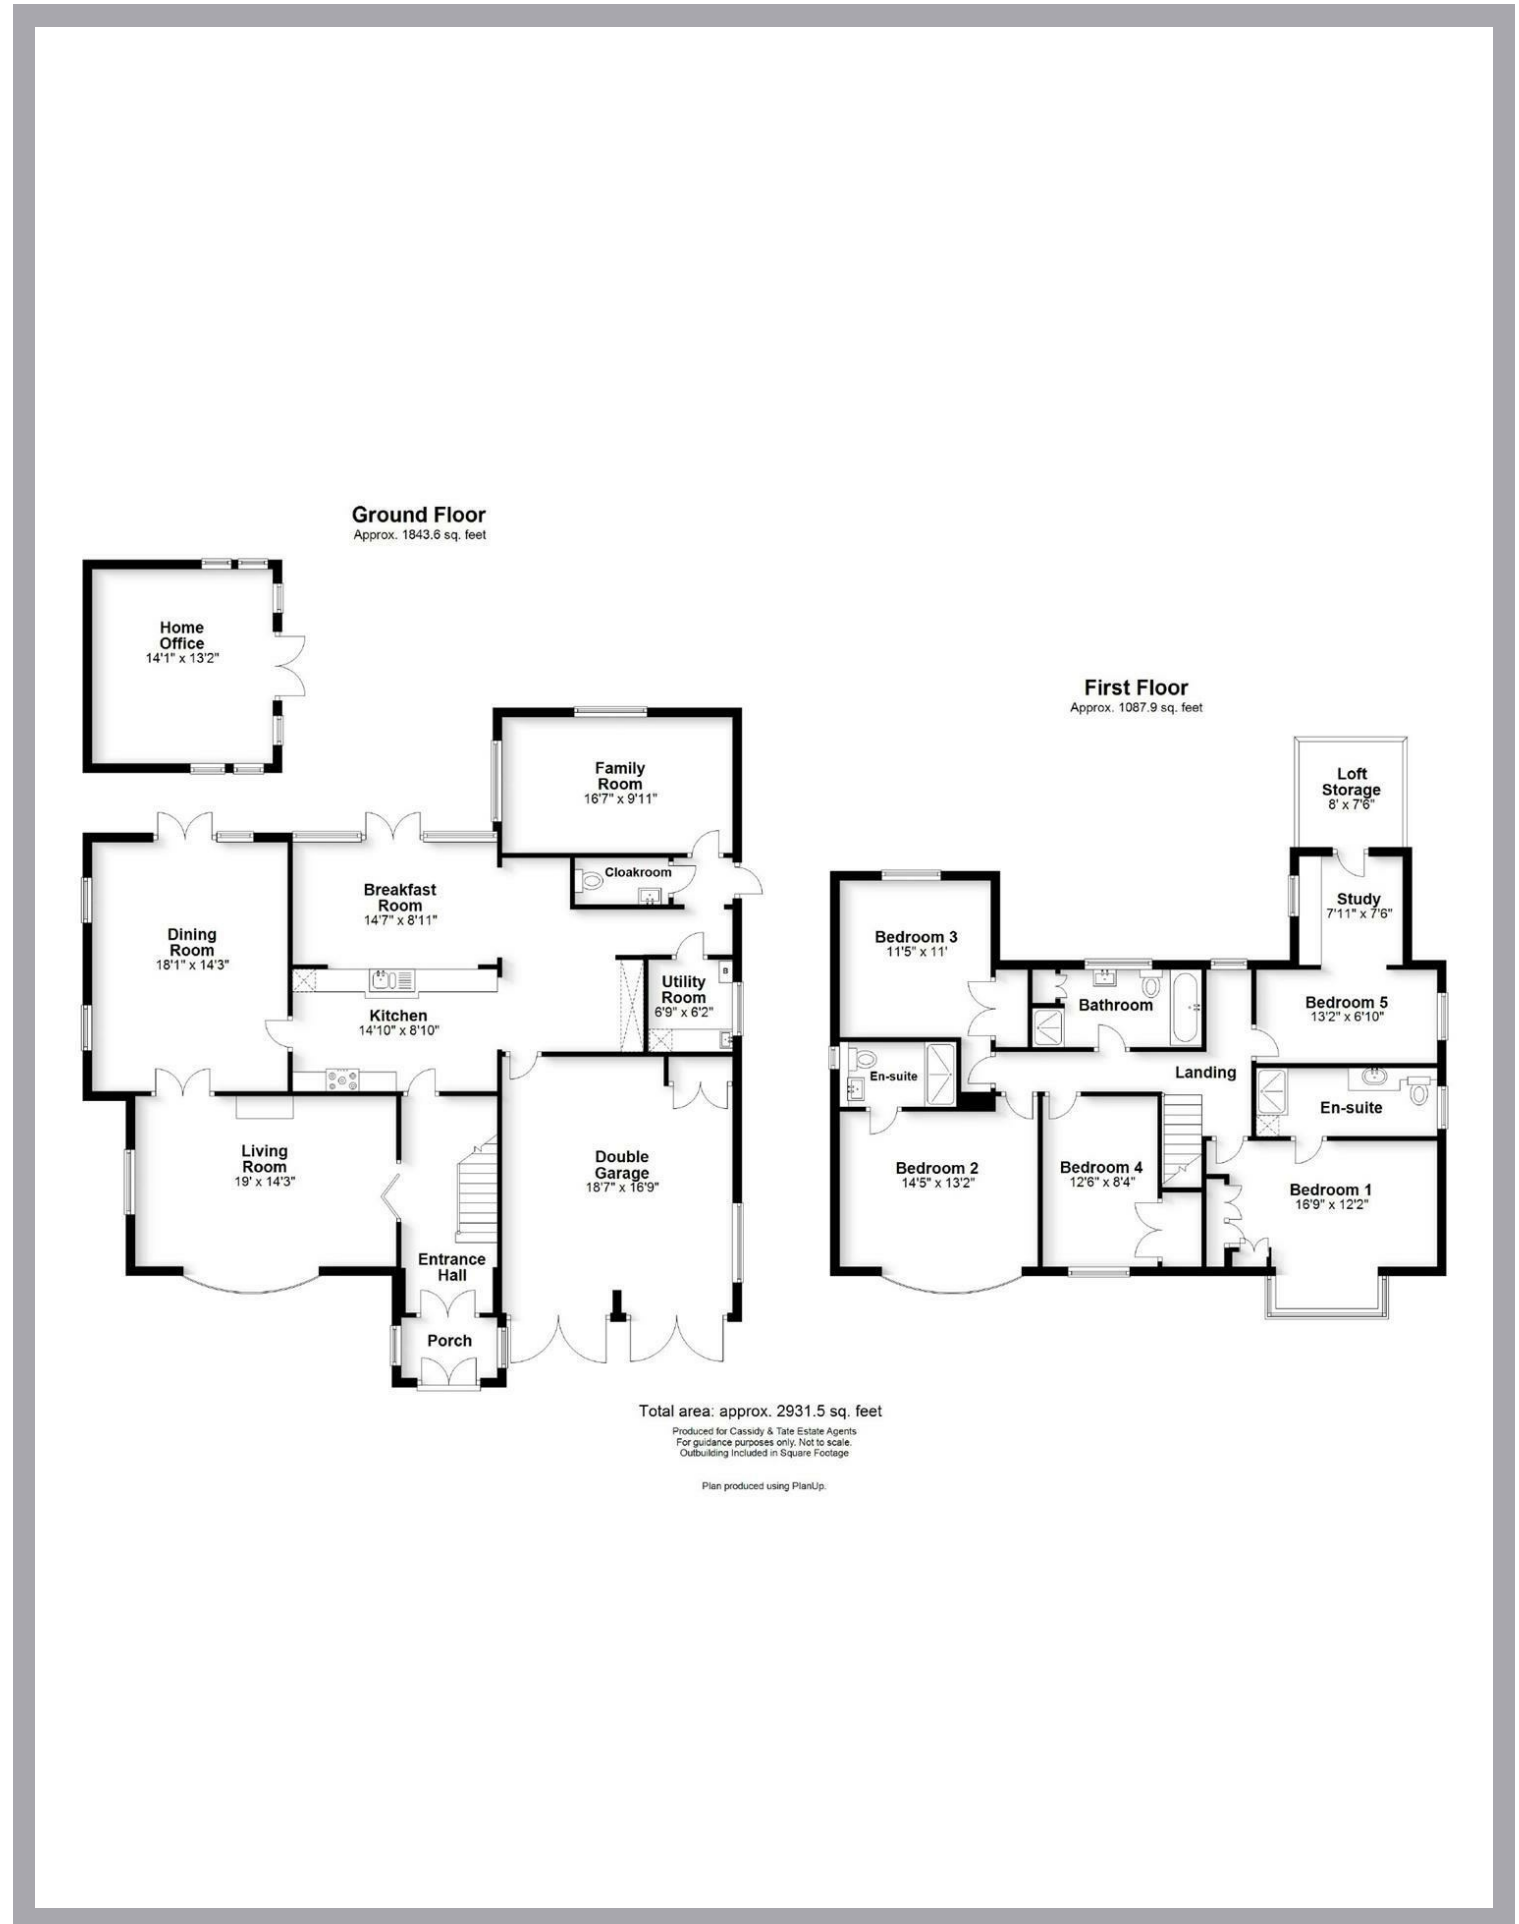 Ground Floor
Approx. 1843.6 sq. feet
Home
Office
14'1" x 13'2"
Family
Room
16'7" x 9'11"
Cloakroom
Breakfast
Room
14'7" x 8'11"
Dining
Room
18'1" x 14'3"
Utility
Room
6'9" x 6'2"
Kitchen
14'10" x 8'10"
Living
Room
19' x 14'3"
Double
Garage
18'7" x 16'9"
Entrance
Hall
Porch
First Floor
Approx. 1087.9 sq. feet
Loft
Storage
8' x 7'6"
Study
7'11" x 7'6"
Bedroom 3
11'5" x 11'
Bathroom
Bedroom 5
13'2" x 6'10"
En-suite
Landing
En-suite
Bedroom 2
14'5" x 13'2"
Bedroom 4
12'6" x 8'4"
Bedroom 1
16'9" x 12'2"
Total area: approx. 2931.5 sq. feet
Produced for Cassidy & Tate Estate Agents
For guidance purposes only. Not to scale.
Outbuilding Included in Square Footage
Plan produced using PlanUp.